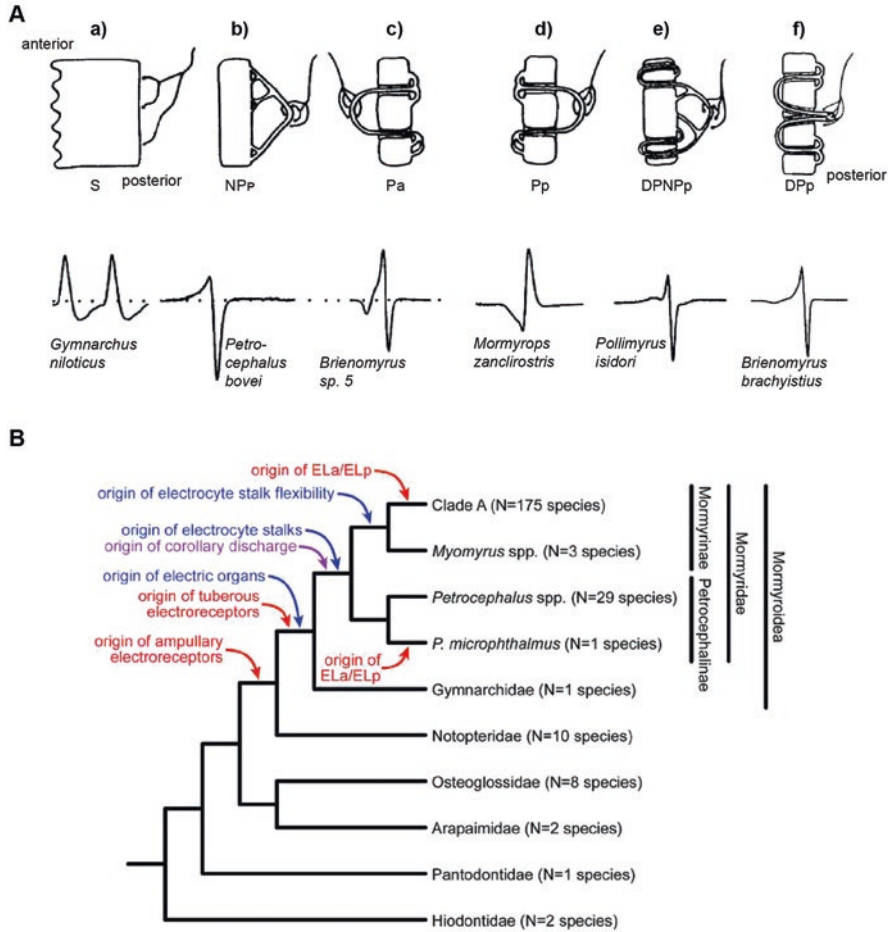 A
a) b) c) d) e) f)
anterior
posterior
posterior
S NPp Pa Pp DPNPp DPp
Gymnarchus
niloticus
Petro-
cephalus
bovei
Brienomyrus
sp. 5
Mormyrops
zanclirostris
Pollimyrus
isidori
Brienomyrus
brachyistius
B
origin of ELa/ELp
origin of electrocyte stalk flexibility
origin of electrocyte stalks
origin of corollary discharge
origin of electric organs
origin of tuberous
electroreceptors
origin of ampullary
electroreceptors
origin of
ELa/ELp
Clade A (N=175 species)
Myomyrus spp. (N=3 species)
Petrocephalus spp. (N=29 species)
P. microphthalmus (N=1 species)
Gymnarchidae (N=1 species)
Notopteridae (N=10 species)
Osteoglossidae (N=8 species)
Arapaimidae (N=2 species)
Pantodontidae (N=1 species)
Hiodontidae (N=2 species)
Mormyrinae
Petrocephalinae
Mormyridae
Mormyroidea